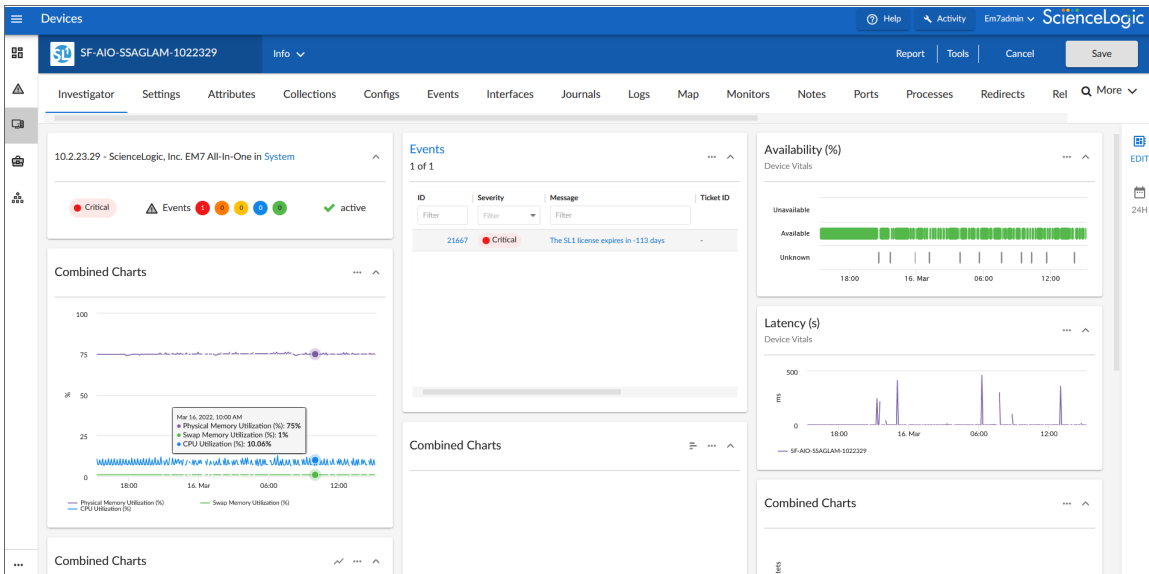 Devices
Help
Activity
Em7admin
ScienceLogic
SF-AIO-SSAGLAM-1022329
Info
Report
Tools
Cancel
Save
Investigator
Settings
Attributes
Collections
Configs
Events
Interfaces
Journals
Logs
Map
Monitors
Notes
Ports
Processes
Redirects
Rel
More
10.2.23.29 - ScienceLogic, Inc. EM7 All-In-One in System
Critical
Events
1
0
0
0
0
active
Combined Charts
100
75
%
50
25
0
Mar 16, 2022, 10:00 AM
Physical Memory Utilization (%): 75%
Swap Memory Utilization (%): 1%
CPU Utilization (%): 10.06%
18:00
16. Mar
06:00
12:00
Physical Memory Utilization (%)
Swap Memory Utilization (%)
CPU Utilization (%)
Combined Charts
Events
1 of 1
ID
Severity
Message
Ticket ID
Filter
Filter
Filter
21667
Critical
The SL1 license expires in -113 days
-
Combined Charts
Availability (%)
Device Vitals
Unavailable
Available
Unknown
18:00
16. Mar
06:00
12:00
Latency (s)
Device Vitals
500
ms
0
18:00
16. Mar
06:00
12:00
SF-AIO-SSAGLAM-1022329
Combined Charts
EDIT
24H